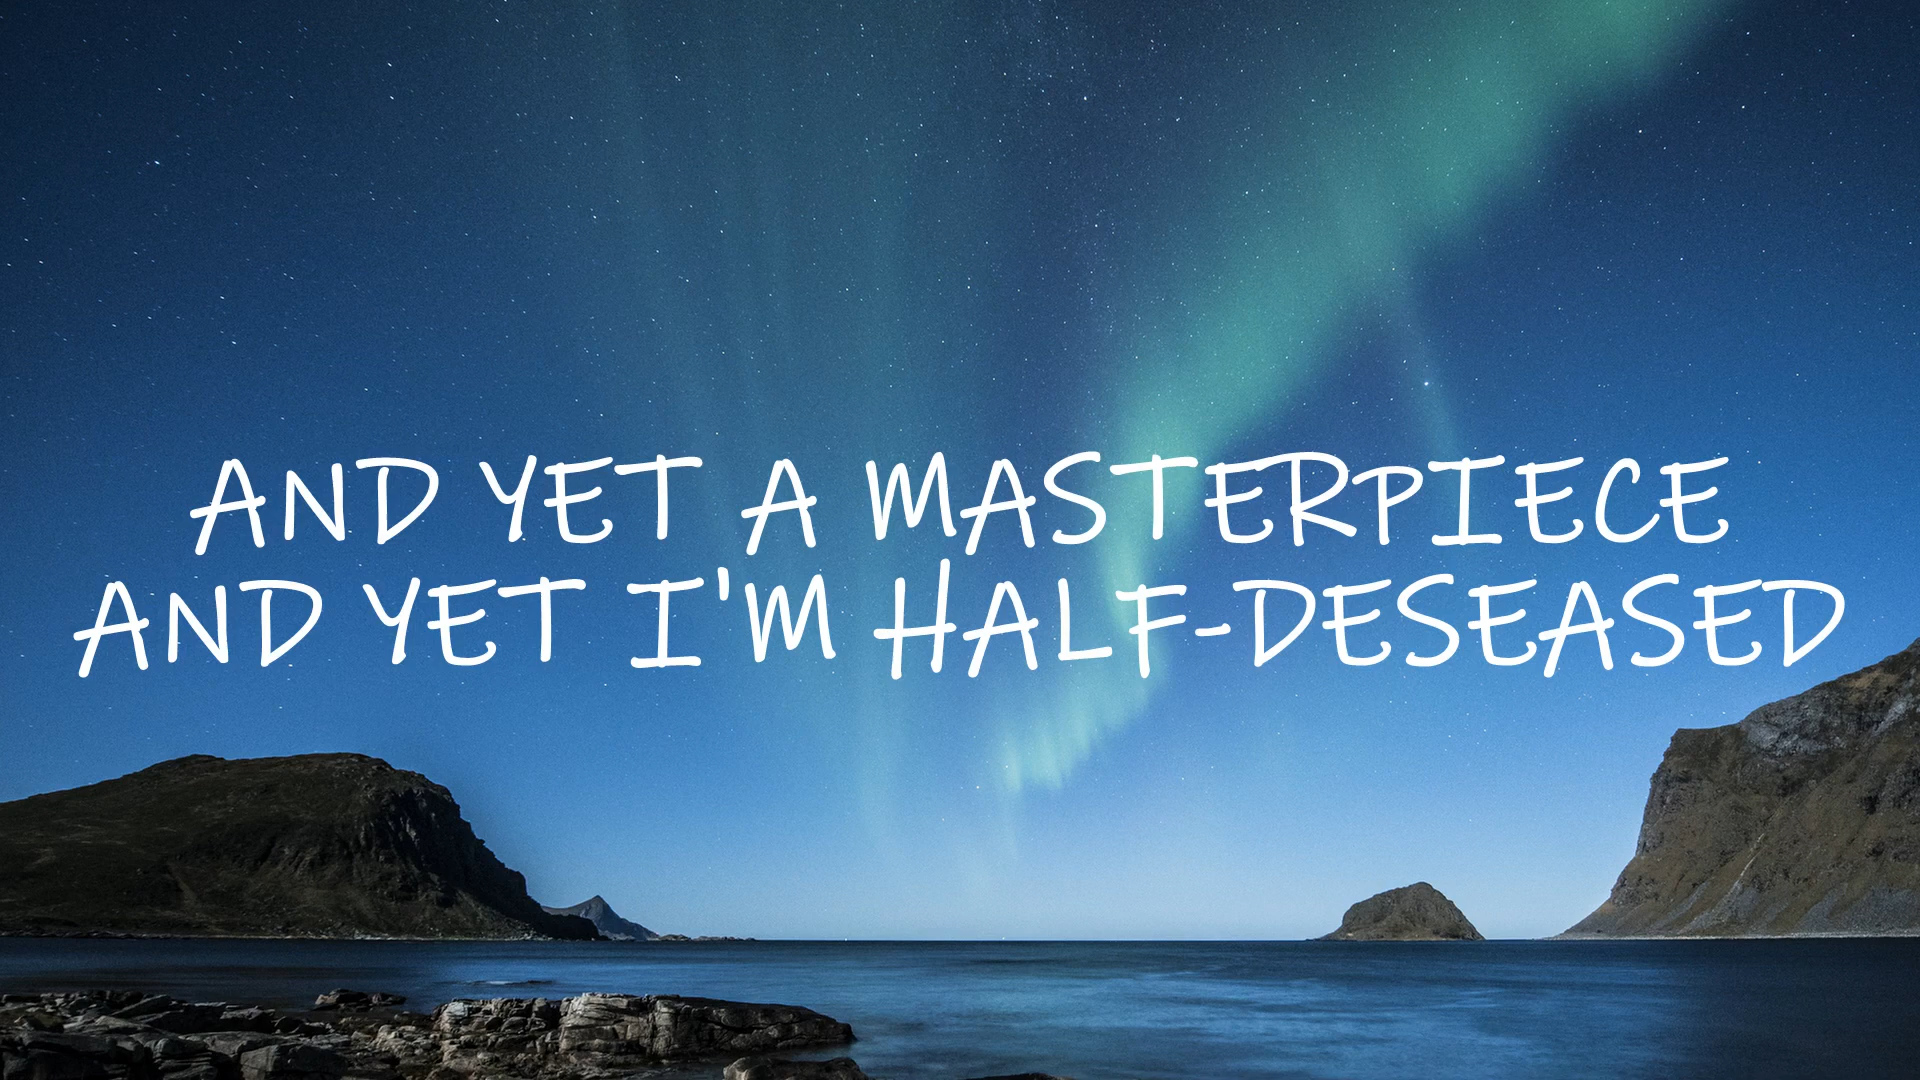 AND YET A MASTERPIECE
AND YET I'M HALF-DESEASED